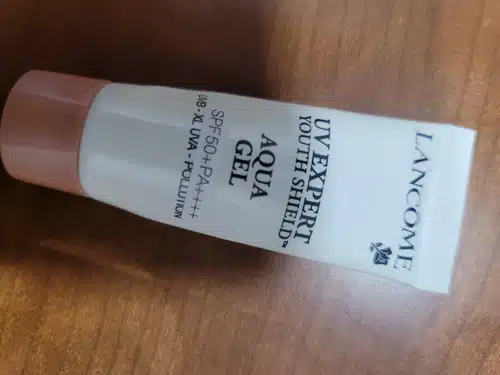 LANCOME
UV EXPERT
YOUTH SHIELD™
AQUA
GEL
SPF50+PA++++
UVB - XL UVA - POLLUTION